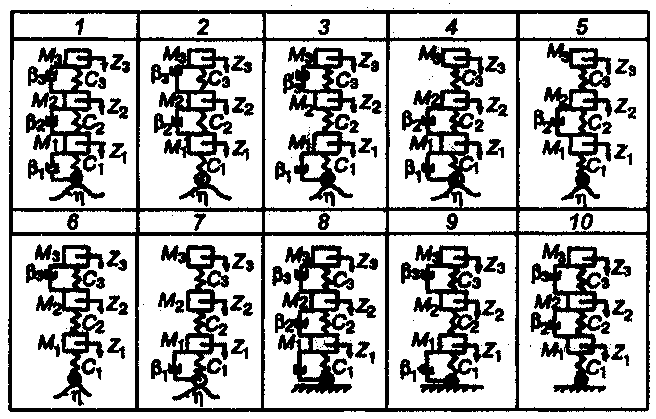 1 2 3 4 5
M₃ M₃ M₃ M₃ M₃
Z₃ Z₃ Z₃ Z₃ Z₃
β₃ C₃ β₃ C₃ β₃ C₃ C₃ C₃
M₂ Z₂ M₂ Z₂ M₂ Z₂ M₂ Z₂ M₂ Z₂
β₂ C₂ β₂ C₂ C₂ β₂ C₂ β₂ C₂
M₁ Z₁ M₁ Z₁ M₁ Z₁ M₁ Z₁ M₁ Z₁
β₁ C₁ C₁ β₁ C₁ β₁ C₁ C₁
η η η η η
6 7 8 9 10
M₃ M₃ M₃ M₃ M₃
Z₃ Z₃ Z₃ Z₃ Z₃
β₃ C₃ C₃ β₃ C₃ β₃ C₃ β₃ C₃
M₂ Z₂ M₂ Z₂ M₂ Z₂ M₂ Z₂ M₂ Z₂
C₂ C₂ β₂ C₂ C₂ β₂ C₂
M₁ Z₁ M₁ Z₁ M₁ Z₁ M₁ Z₁ M₁ Z₁
C₁ β₁ C₁ C₁ β₁ C₁ C₁
η η